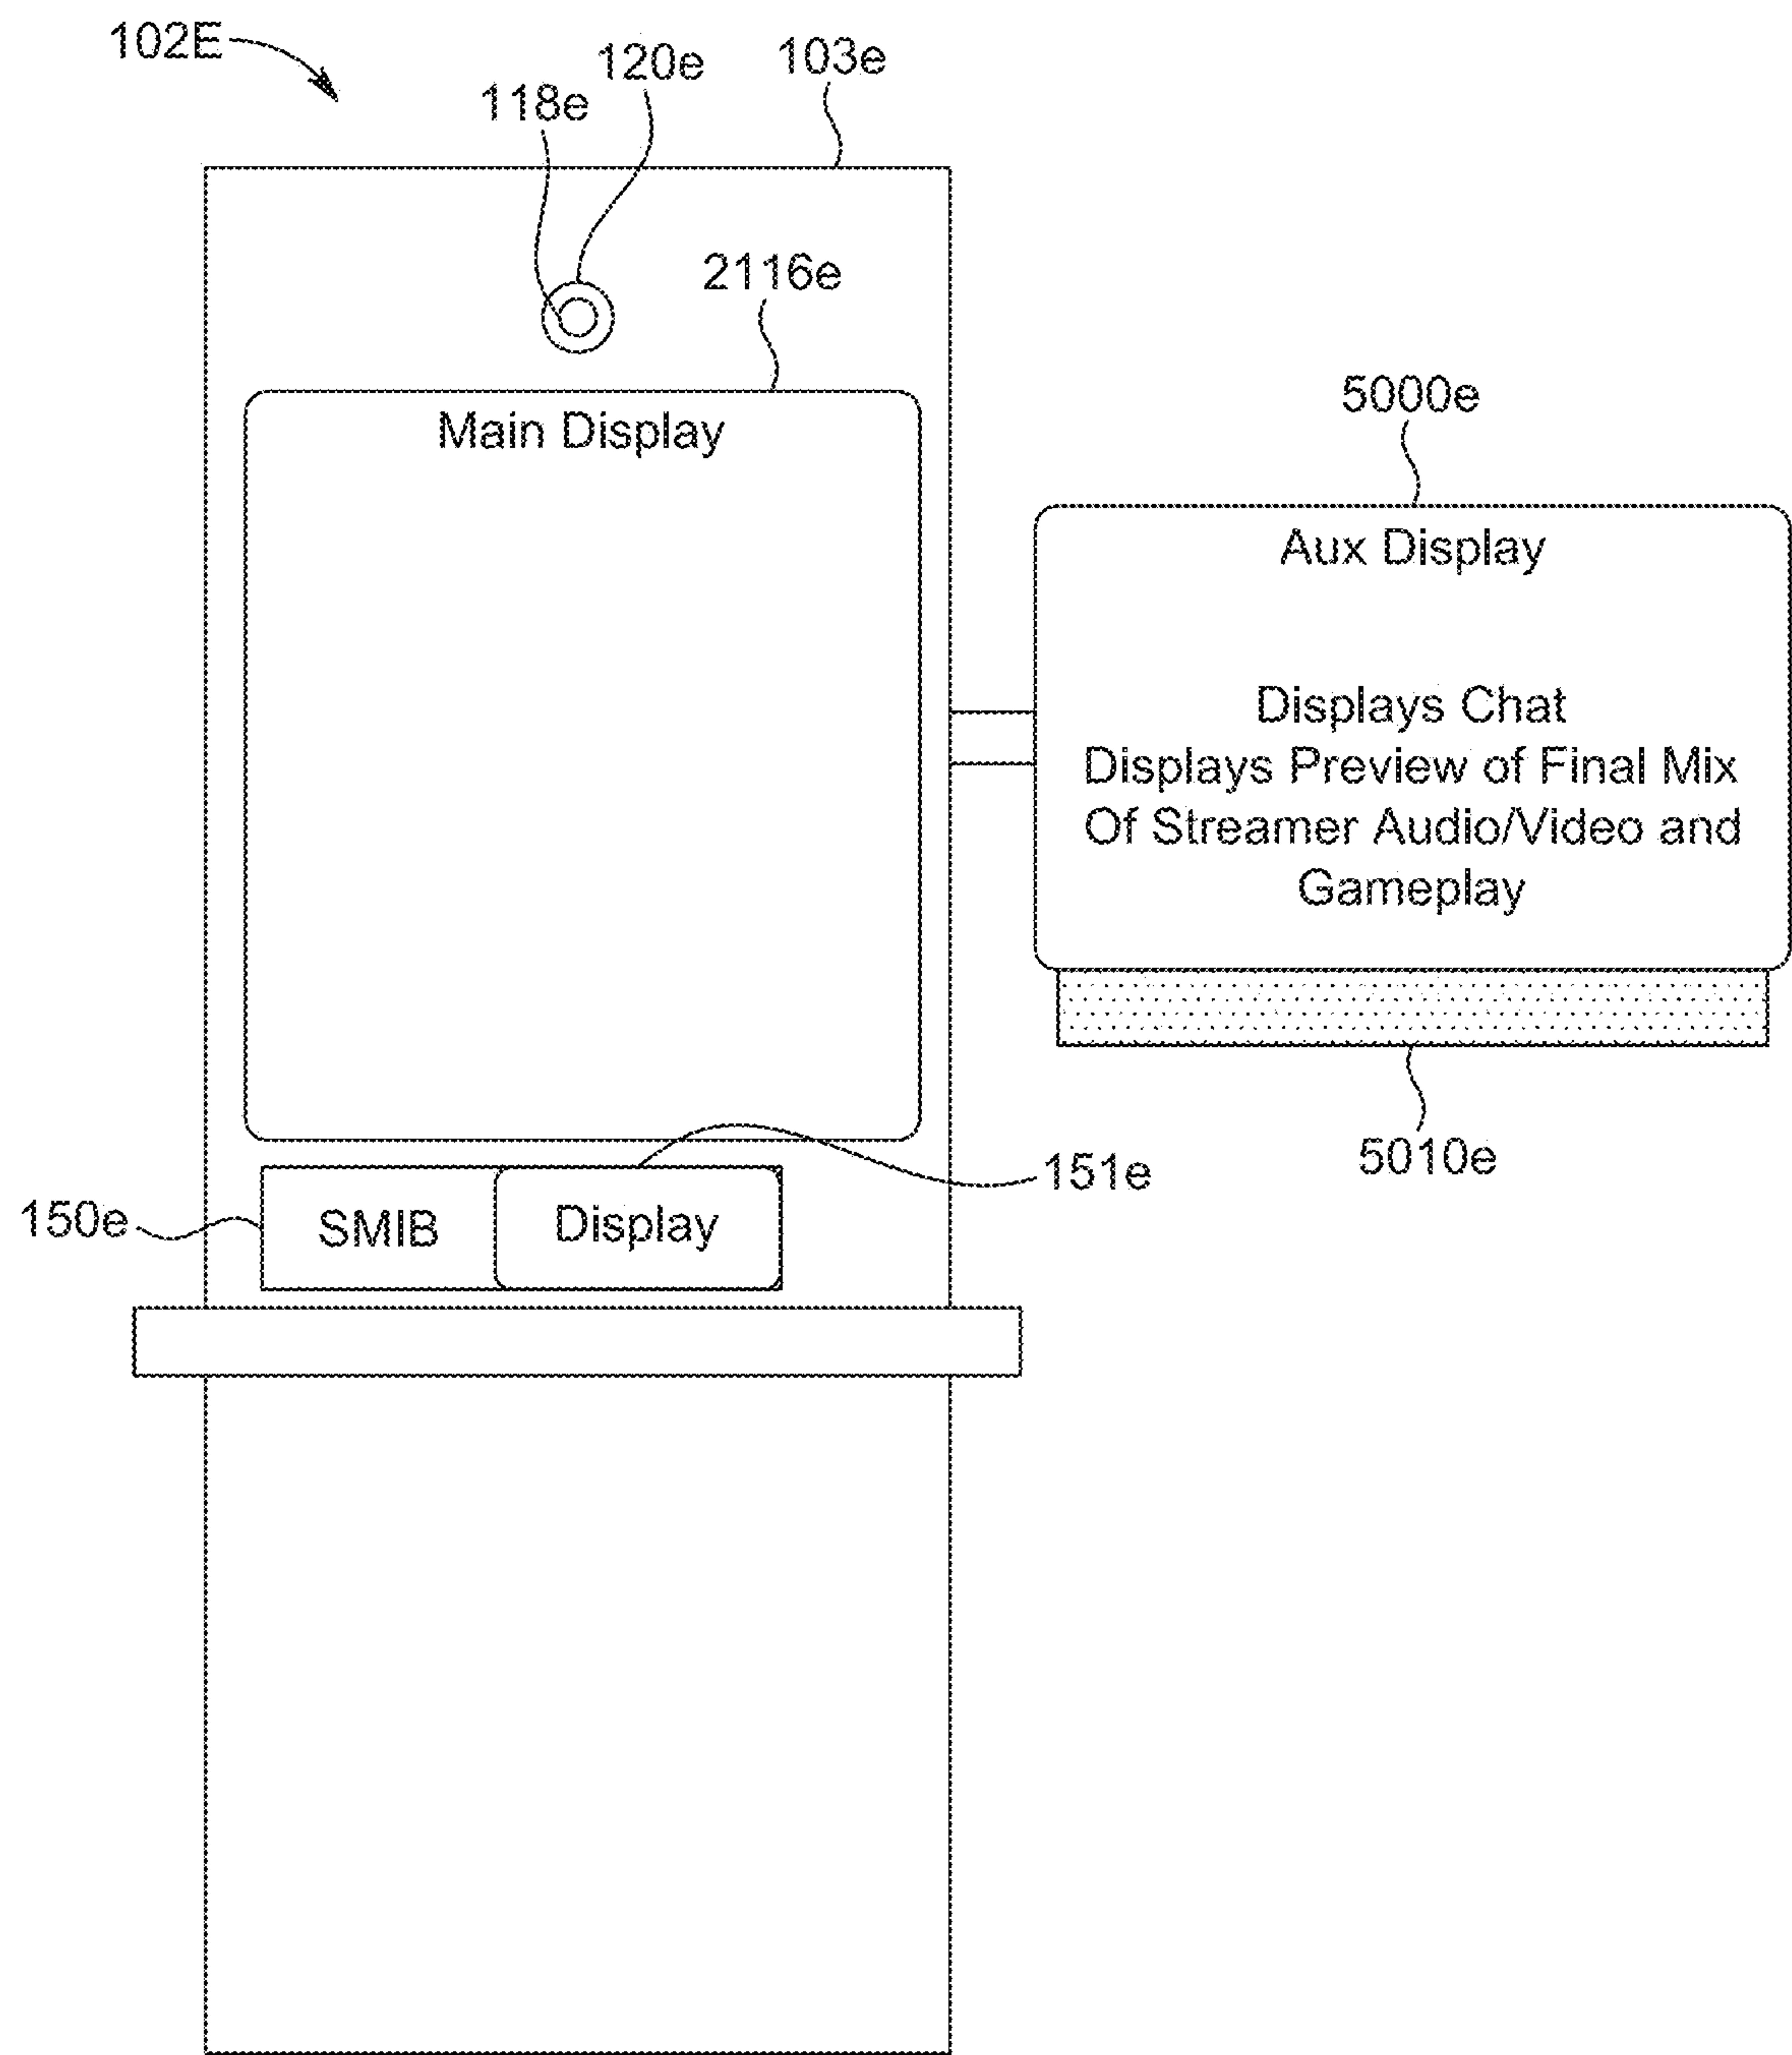 102E
120e
103e
118e
2116e
Main Display
5000e
Aux Display
Displays Chat
Displays Preview of Final Mix
Of Streamer Audio/Video and
Gameplay
5010e
151e
150e
SMIB
Display